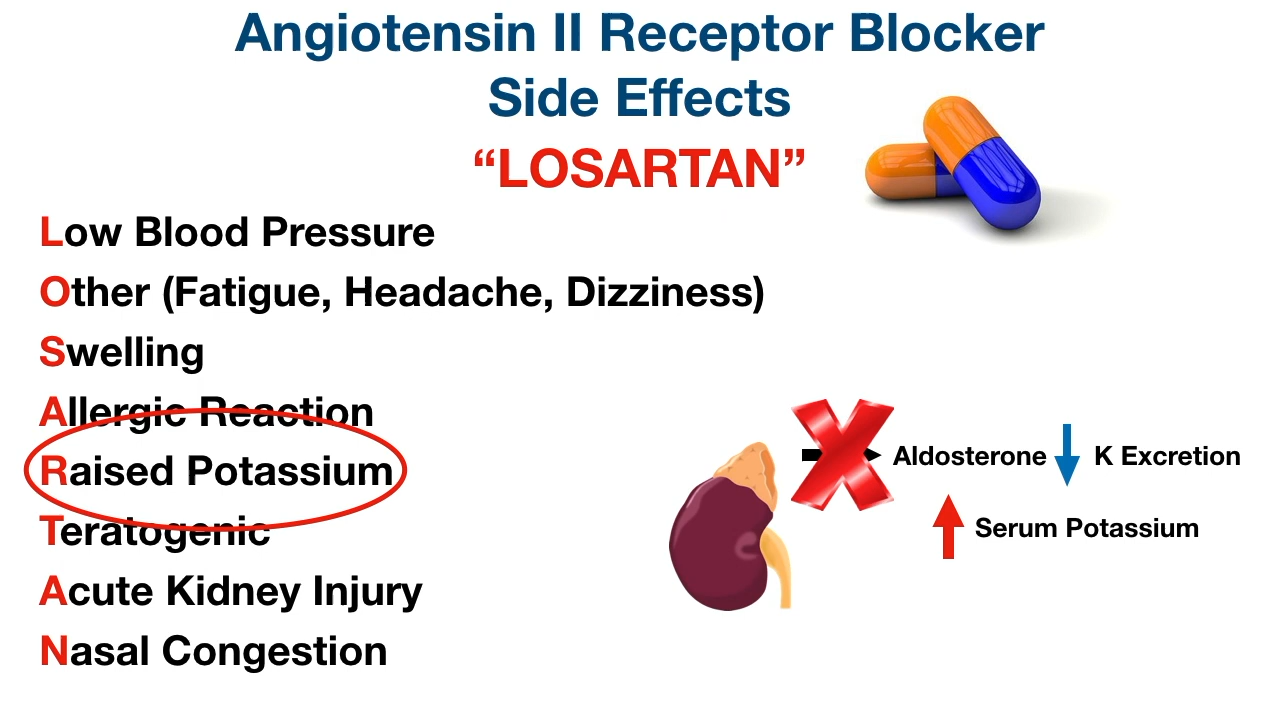 Angiotensin II Receptor Blocker
Side Effects
“LOSARTAN”
Low Blood Pressure
Other (Fatigue, Headache, Dizziness)
Swelling
Allergic Reaction
Raised Potassium
Teratogenic
Acute Kidney Injury
Nasal Congestion
Aldosterone K Excretion
Serum Potassium